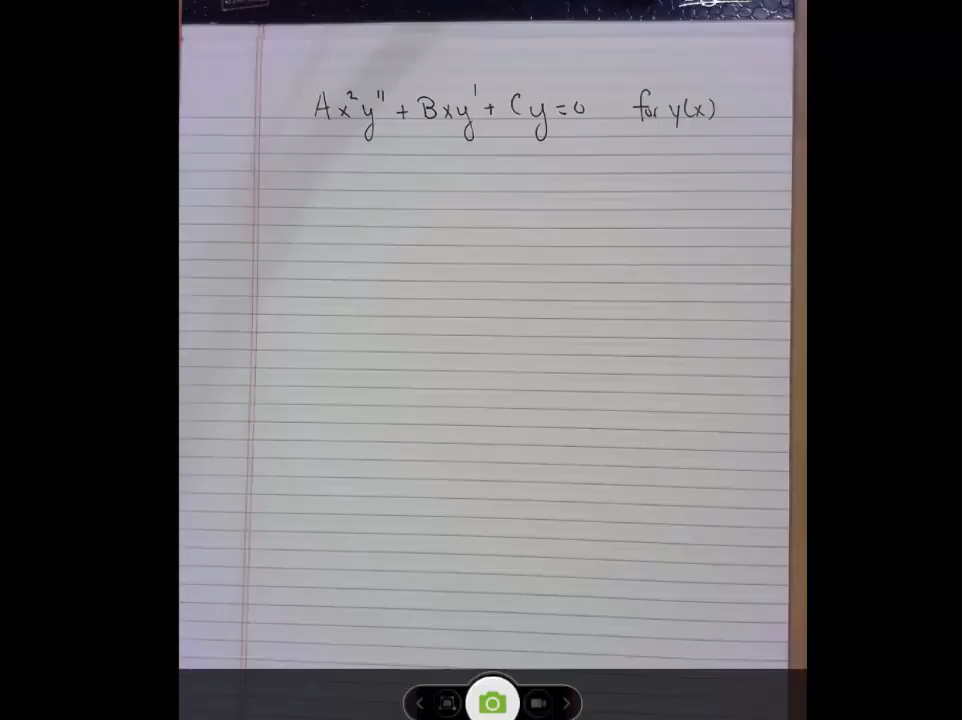 Ax²y" + Bxy' + Cy = 0 for y(x)